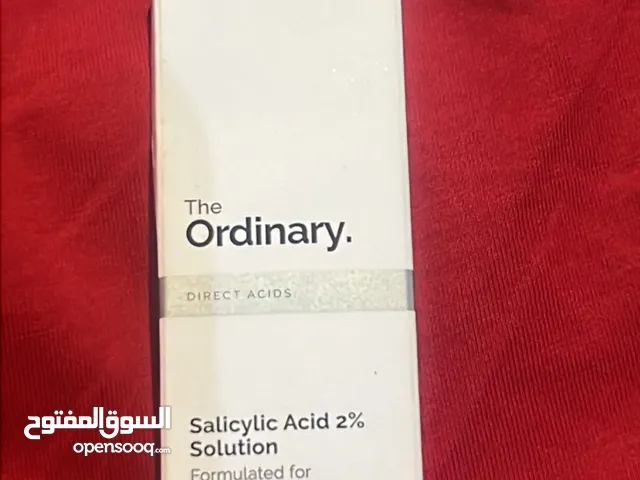 The
Ordinary.
DIRECT ACIDS
Salicylic Acid 2%
Solution
Formulated for
السوق المفتوح
opensooq.com